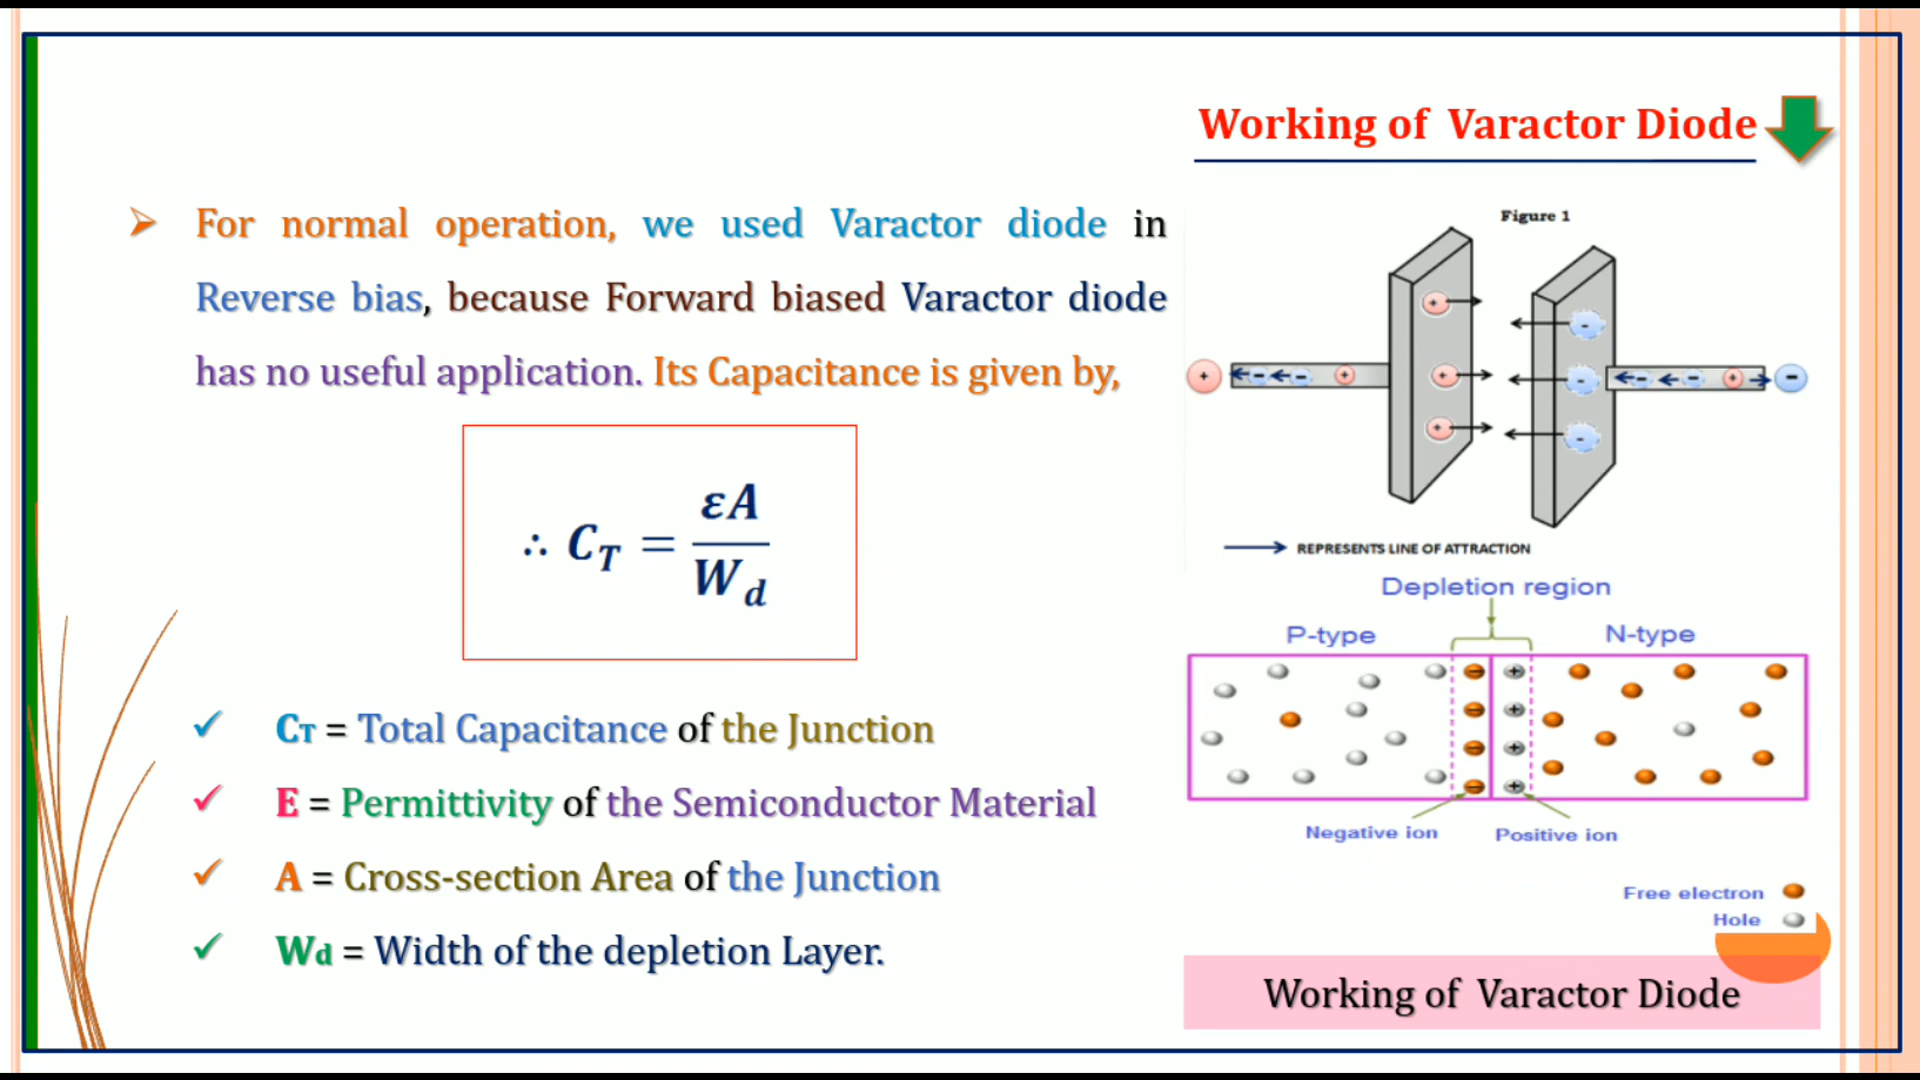 Working of Varactor Diode
For normal operation, we used Varactor diode in
Reverse bias, because Forward biased Varactor diode
has no useful application. Its Capacitance is given by,
∴ C_T = εA / W_d
C_T = Total Capacitance of the Junction
E = Permittivity of the Semiconductor Material
A = Cross-section Area of the Junction
Wd = Width of the depletion Layer.
Figure 1
+ + + + + - - - - - - - + -
REPRESENTS LINE OF ATTRACTION
Depletion region
P-type N-type
Negative ion Positive ion
Free electron
Hole
Working of Varactor Diode